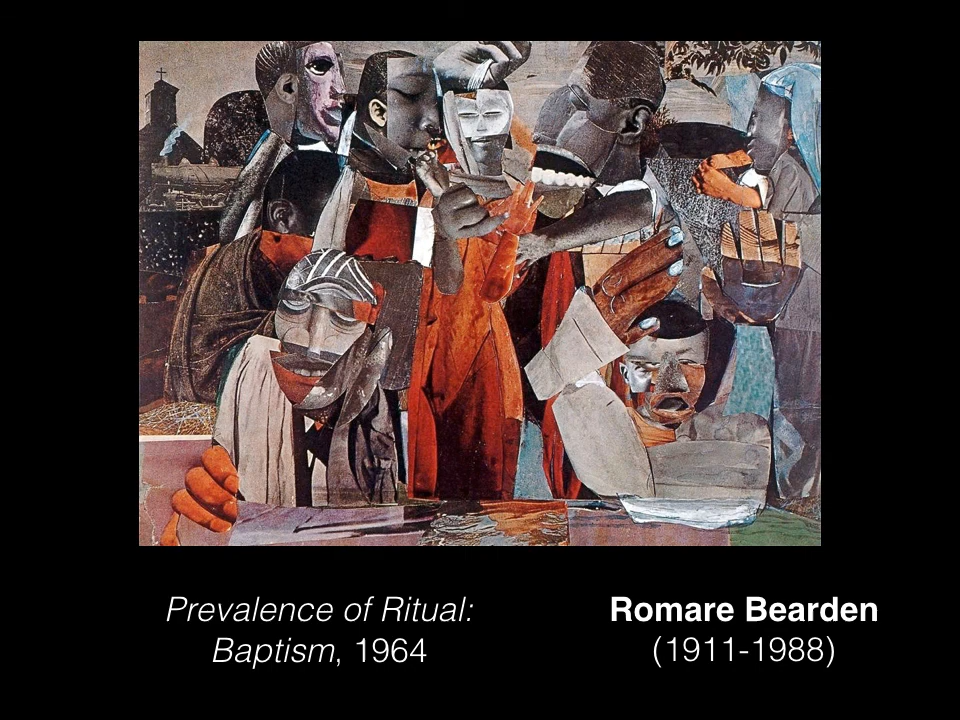 Prevalence of Ritual:
Baptism, 1964
Romare Bearden
(1911-1988)